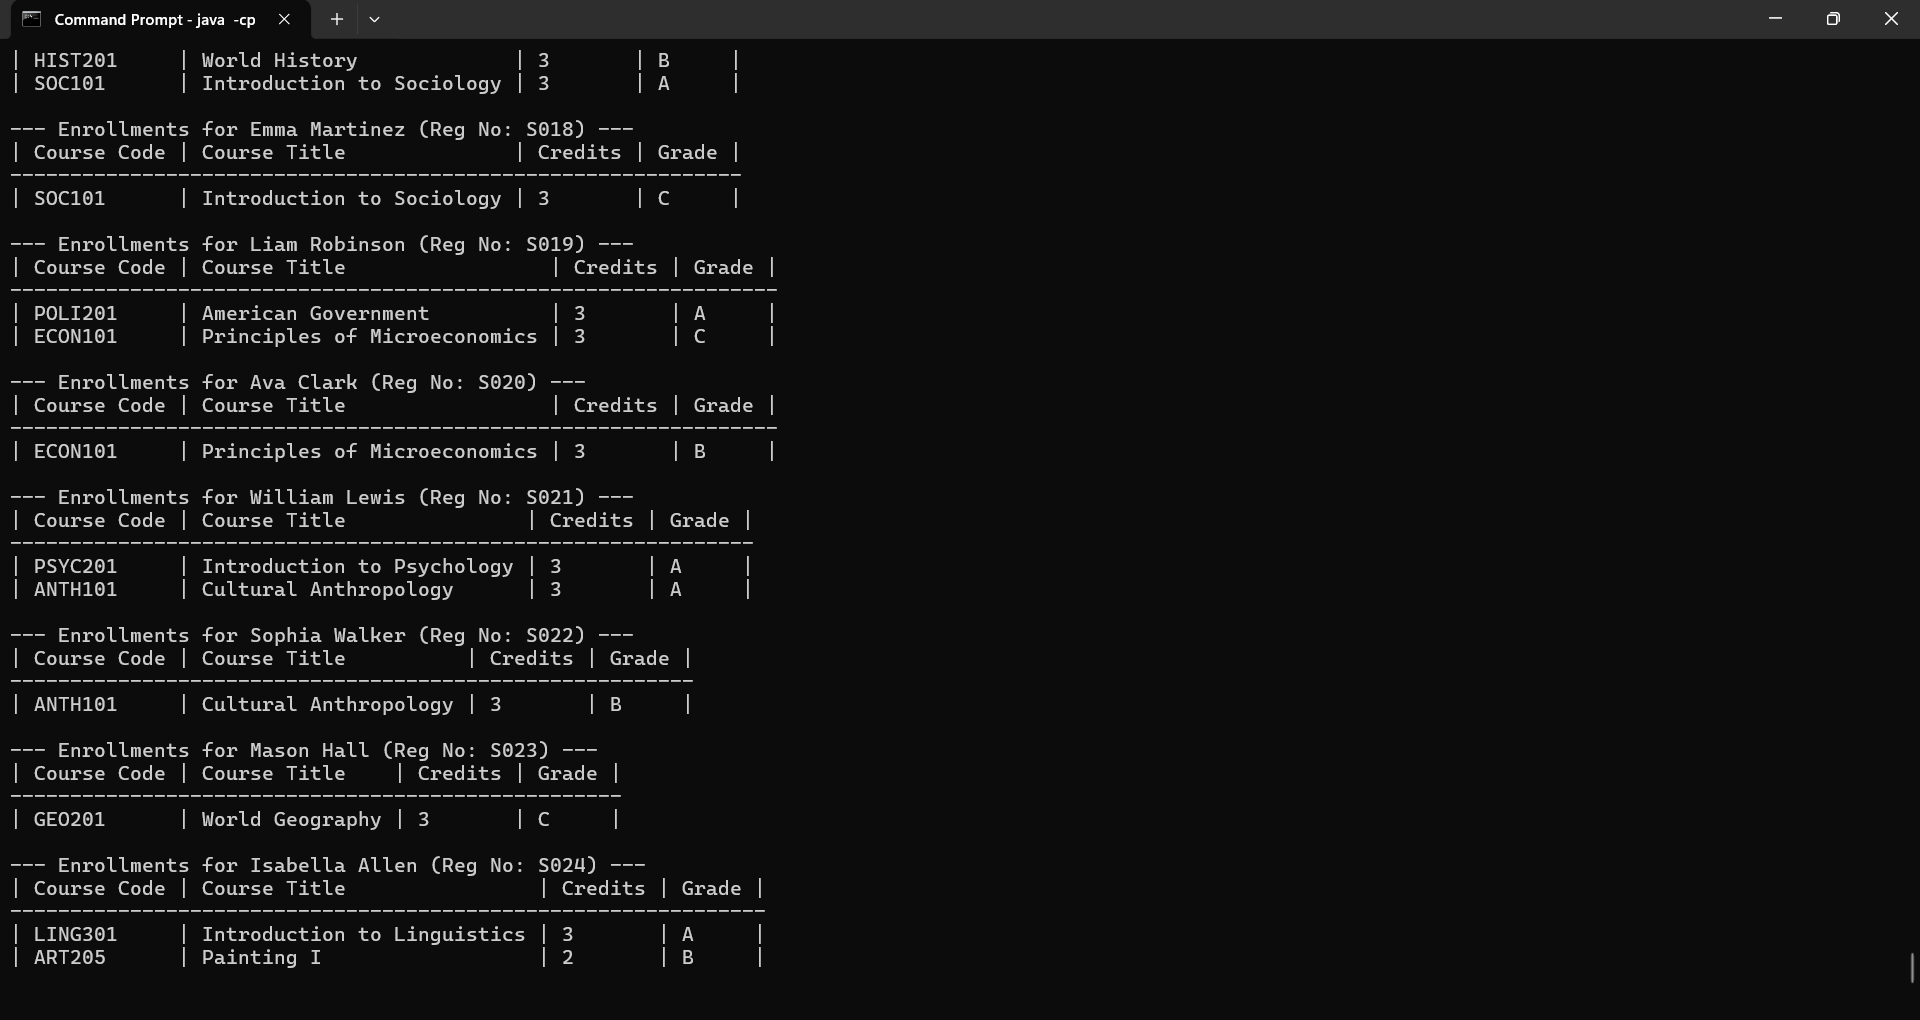 Command Prompt - java -cp
| HIST201     | World History             | 3       | B     |
| SOC101      | Introduction to Sociology | 3       | A     |
--- Enrollments for Emma Martinez (Reg No: S018) ---
| Course Code | Course Title              | Credits | Grade |
-------------------------------------------------------------
| SOC101      | Introduction to Sociology | 3       | C     |
--- Enrollments for Liam Robinson (Reg No: S019) ---
| Course Code | Course Title                 | Credits | Grade |
----------------------------------------------------------------
| POLI201     | American Government          | 3       | A     |
| ECON101     | Principles of Microeconomics | 3       | C     |
--- Enrollments for Ava Clark (Reg No: S020) ---
| Course Code | Course Title                 | Credits | Grade |
----------------------------------------------------------------
| ECON101     | Principles of Microeconomics | 3       | B     |
--- Enrollments for William Lewis (Reg No: S021) ---
| Course Code | Course Title               | Credits | Grade |
--------------------------------------------------------------
| PSYC201     | Introduction to Psychology | 3       | A     |
| ANTH101     | Cultural Anthropology      | 3       | A     |
--- Enrollments for Sophia Walker (Reg No: S022) ---
| Course Code | Course Title          | Credits | Grade |
---------------------------------------------------------
| ANTH101     | Cultural Anthropology | 3       | B     |
--- Enrollments for Mason Hall (Reg No: S023) ---
| Course Code | Course Title    | Credits | Grade |
---------------------------------------------------
| GEO201      | World Geography | 3       | C     |
--- Enrollments for Isabella Allen (Reg No: S024) ---
| Course Code | Course Title                | Credits | Grade |
---------------------------------------------------------------
| LING301     | Introduction to Linguistics | 3       | A     |
| ART205      | Painting I                  | 2       | B     |